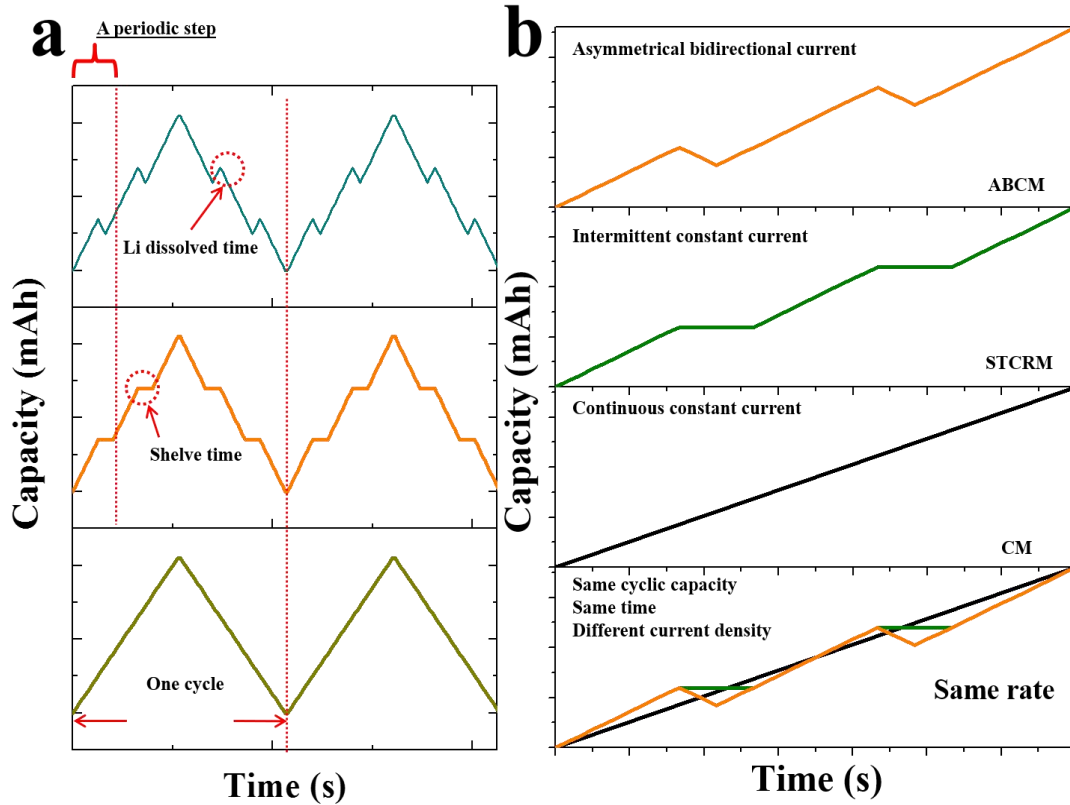 a
A periodic step
Li dissolved time
Shelve time
One cycle
Capacity (mAh)
Time (s)
b
Asymmetrical bidirectional current
ABCM
Intermittent constant current
STCRM
Continuous constant current
CM
Same cyclic capacity
Same time
Different current density
Same rate
Capacity (mAh)
Time (s)